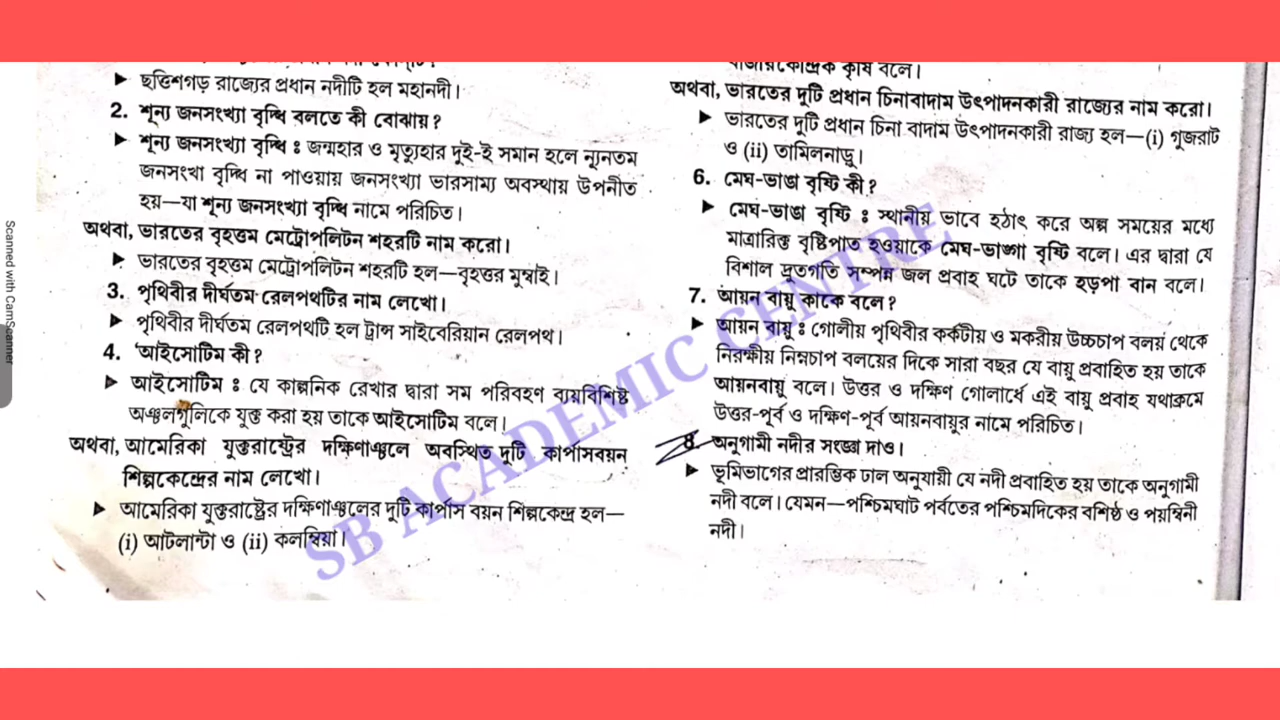 ছত্তিশগড় রাজ্যের প্রধান নদীটি হল মহানদী।
2. শূন্য জনসংখ্যা বৃদ্ধি বলতে কী বোঝায়?
শূন্য জনসংখ্যা বৃদ্ধি : জন্মহার ও মৃত্যুহার দুই-ই সমান হলে ন্যূনতম
জনসংখা বৃদ্ধি না পাওয়ায় জনসংখ্যা ভারসাম্য অবস্থায় উপনীত
হয়—যা শূন্য জনসংখ্যা বৃদ্ধি নামে পরিচিত।
অথবা, ভারতের বৃহত্তম মেট্রোপলিটন শহরটি নাম করো।
ভারতের বৃহত্তম মেট্রোপলিটন শহরটি হল—বৃহত্তর মুম্বাই।
3. পৃথিবীর দীর্ঘতম রেলপথটির নাম লেখো।
পৃথিবীর দীর্ঘতম রেলপথটি হল ট্রান্স সাইবেরিয়ান রেলপথ।
4. আইসোটিম কী?
আইসোটিম : যে কাল্পনিক রেখার দ্বারা সম পরিবহণ ব্যয়বিশিষ্ট
অঞ্চলগুলিকে যুক্ত করা হয় তাকে আইসোটিম বলে।
অথবা, আমেরিকা যুক্তরাষ্ট্রের দক্ষিণাঞ্চলে অবস্থিত দুটি কার্পাসবয়ন
শিল্পকেন্দ্রের নাম লেখো।
আমেরিকা যুক্তরাষ্ট্রের দক্ষিণাঞ্চলের দুটি কার্পাস বয়ন শিল্পকেন্দ্র হল—
(i) আটলান্টা ও (ii) কলম্বিয়া।
কৃষি বলে।
অথবা, ভারতের দুটি প্রধান চিনাবাদাম উৎপাদনকারী রাজ্যের নাম করো।
ভারতের দুটি প্রধান চিনা বাদাম উৎপাদনকারী রাজ্য হল—(i) গুজরাট
ও (ii) তামিলনাড়ু।
6. মেঘ-ভাঙা বৃষ্টি কী?
মেঘ-ভাঙা বৃষ্টি : স্থানীয় ভাবে হঠাৎ করে অল্প সময়ের মধ্যে
মাত্রারিক্ত বৃষ্টিপাত হওয়াকে মেঘ-ভাঙ্গা বৃষ্টি বলে। এর দ্বারা যে
বিশাল দ্রুতগতি সম্পন্ন জল প্রবাহ ঘটে তাকে হড়পা বান বলে।
7. আয়ন বায়ু কাকে বলে?
আয়ন বায়ু : গোলীয় পৃথিবীর কর্কটীয় ও মকরীয় উচ্চচাপ বলয় থেকে
নিরক্ষীয় নিম্নচাপ বলয়ের দিকে সারা বছর যে বায়ু প্রবাহিত হয় তাকে
আয়নবায়ু বলে। উত্তর ও দক্ষিণ গোলার্ধে এই বায়ু প্রবাহ যথাক্রমে
উত্তর-পূর্ব ও দক্ষিণ-পূর্ব আয়নবায়ুর নামে পরিচিত।
8. অনুগামী নদীর সংজ্ঞা দাও।
ভূমিভাগের প্রারম্ভিক ঢাল অনুযায়ী যে নদী প্রবাহিত হয় তাকে অনুগামী
নদী বলে। যেমন—পশ্চিমঘাট পর্বতের পশ্চিমদিকের বশিষ্ঠ ও পয়স্বিনী
নদী।
SB ACADEMIC CENTRE
Scanned with CamScanner